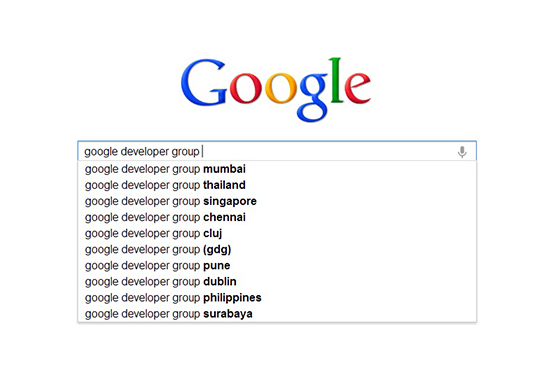 Google
google developer group
google developer group mumbai
google developer group thailand
google developer group singapore
google developer group chennai
google developer group cluj
google developer group (gdg)
google developer group pune
google developer group dublin
google developer group philippines
google developer group surabaya